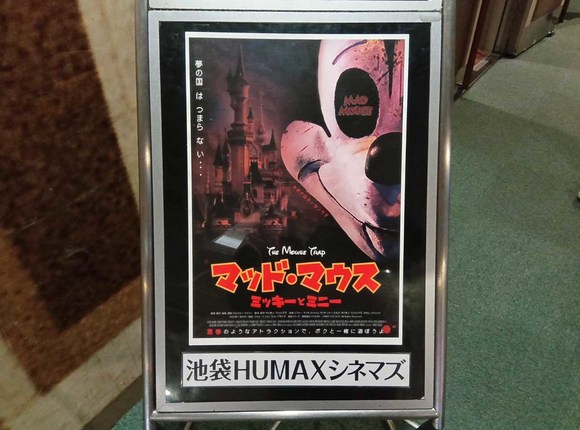 夢の国はつまらない・・・
MAD
MOUSE
THE MOUSE TRAP
マッド・マウス
ミッキーとミニー
悪夢のようなアトラクションで、ボクと一緒に遊ぼうよ
池袋HUMAXシネマズ